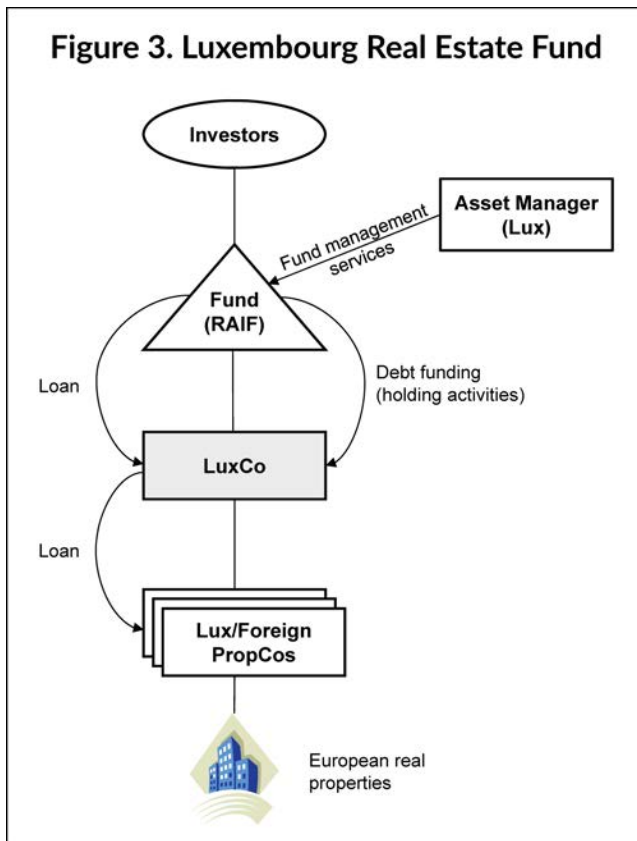 Figure 3. Luxembourg Real Estate Fund
Investors
Asset Manager
(Lux)
Fund management
services
Fund
(RAIF)
Loan
Debt funding
(holding activities)
LuxCo
Loan
Lux/Foreign
PropCos
European real
properties